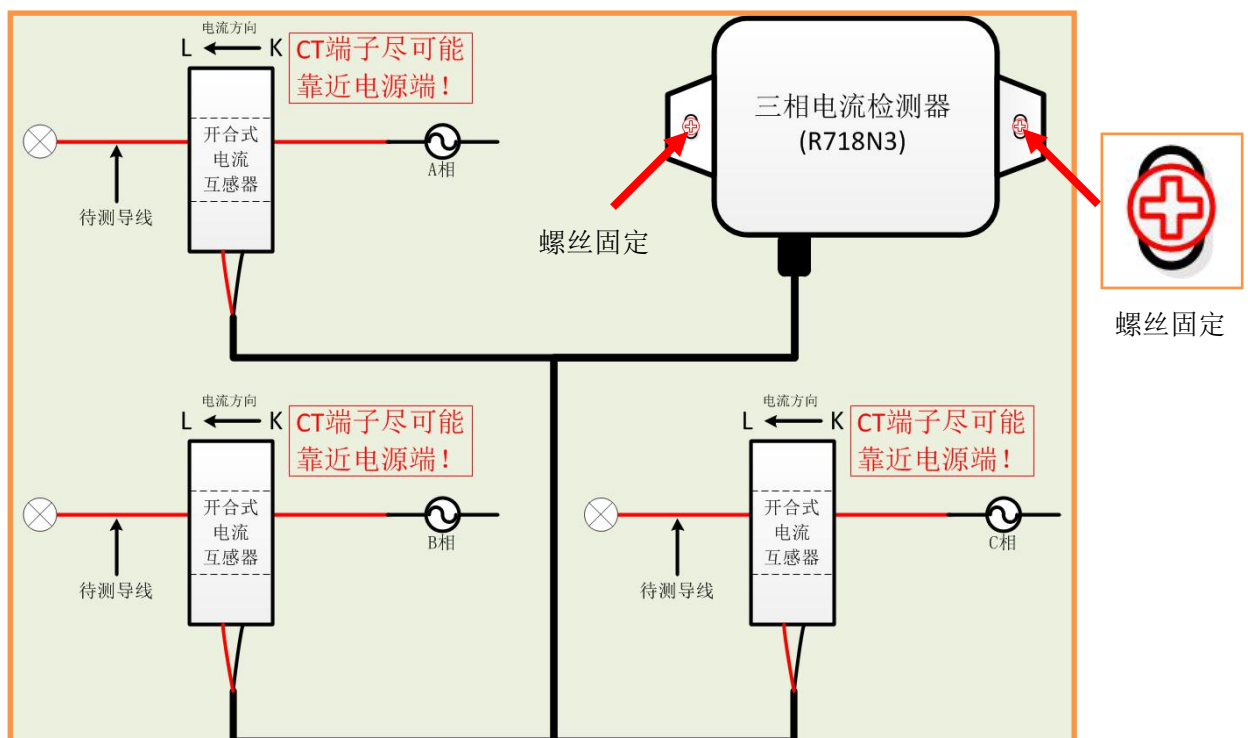 电流方向
L K
CT端子尽可能
靠近电源端！
开合式
电流
互感器
A相
待测导线
三相电流检测器
(R718N3)
螺丝固定
螺丝固定
电流方向
L K
CT端子尽可能
靠近电源端！
开合式
电流
互感器
B相
待测导线
电流方向
L K
CT端子尽可能
靠近电源端！
开合式
电流
互感器
C相
待测导线